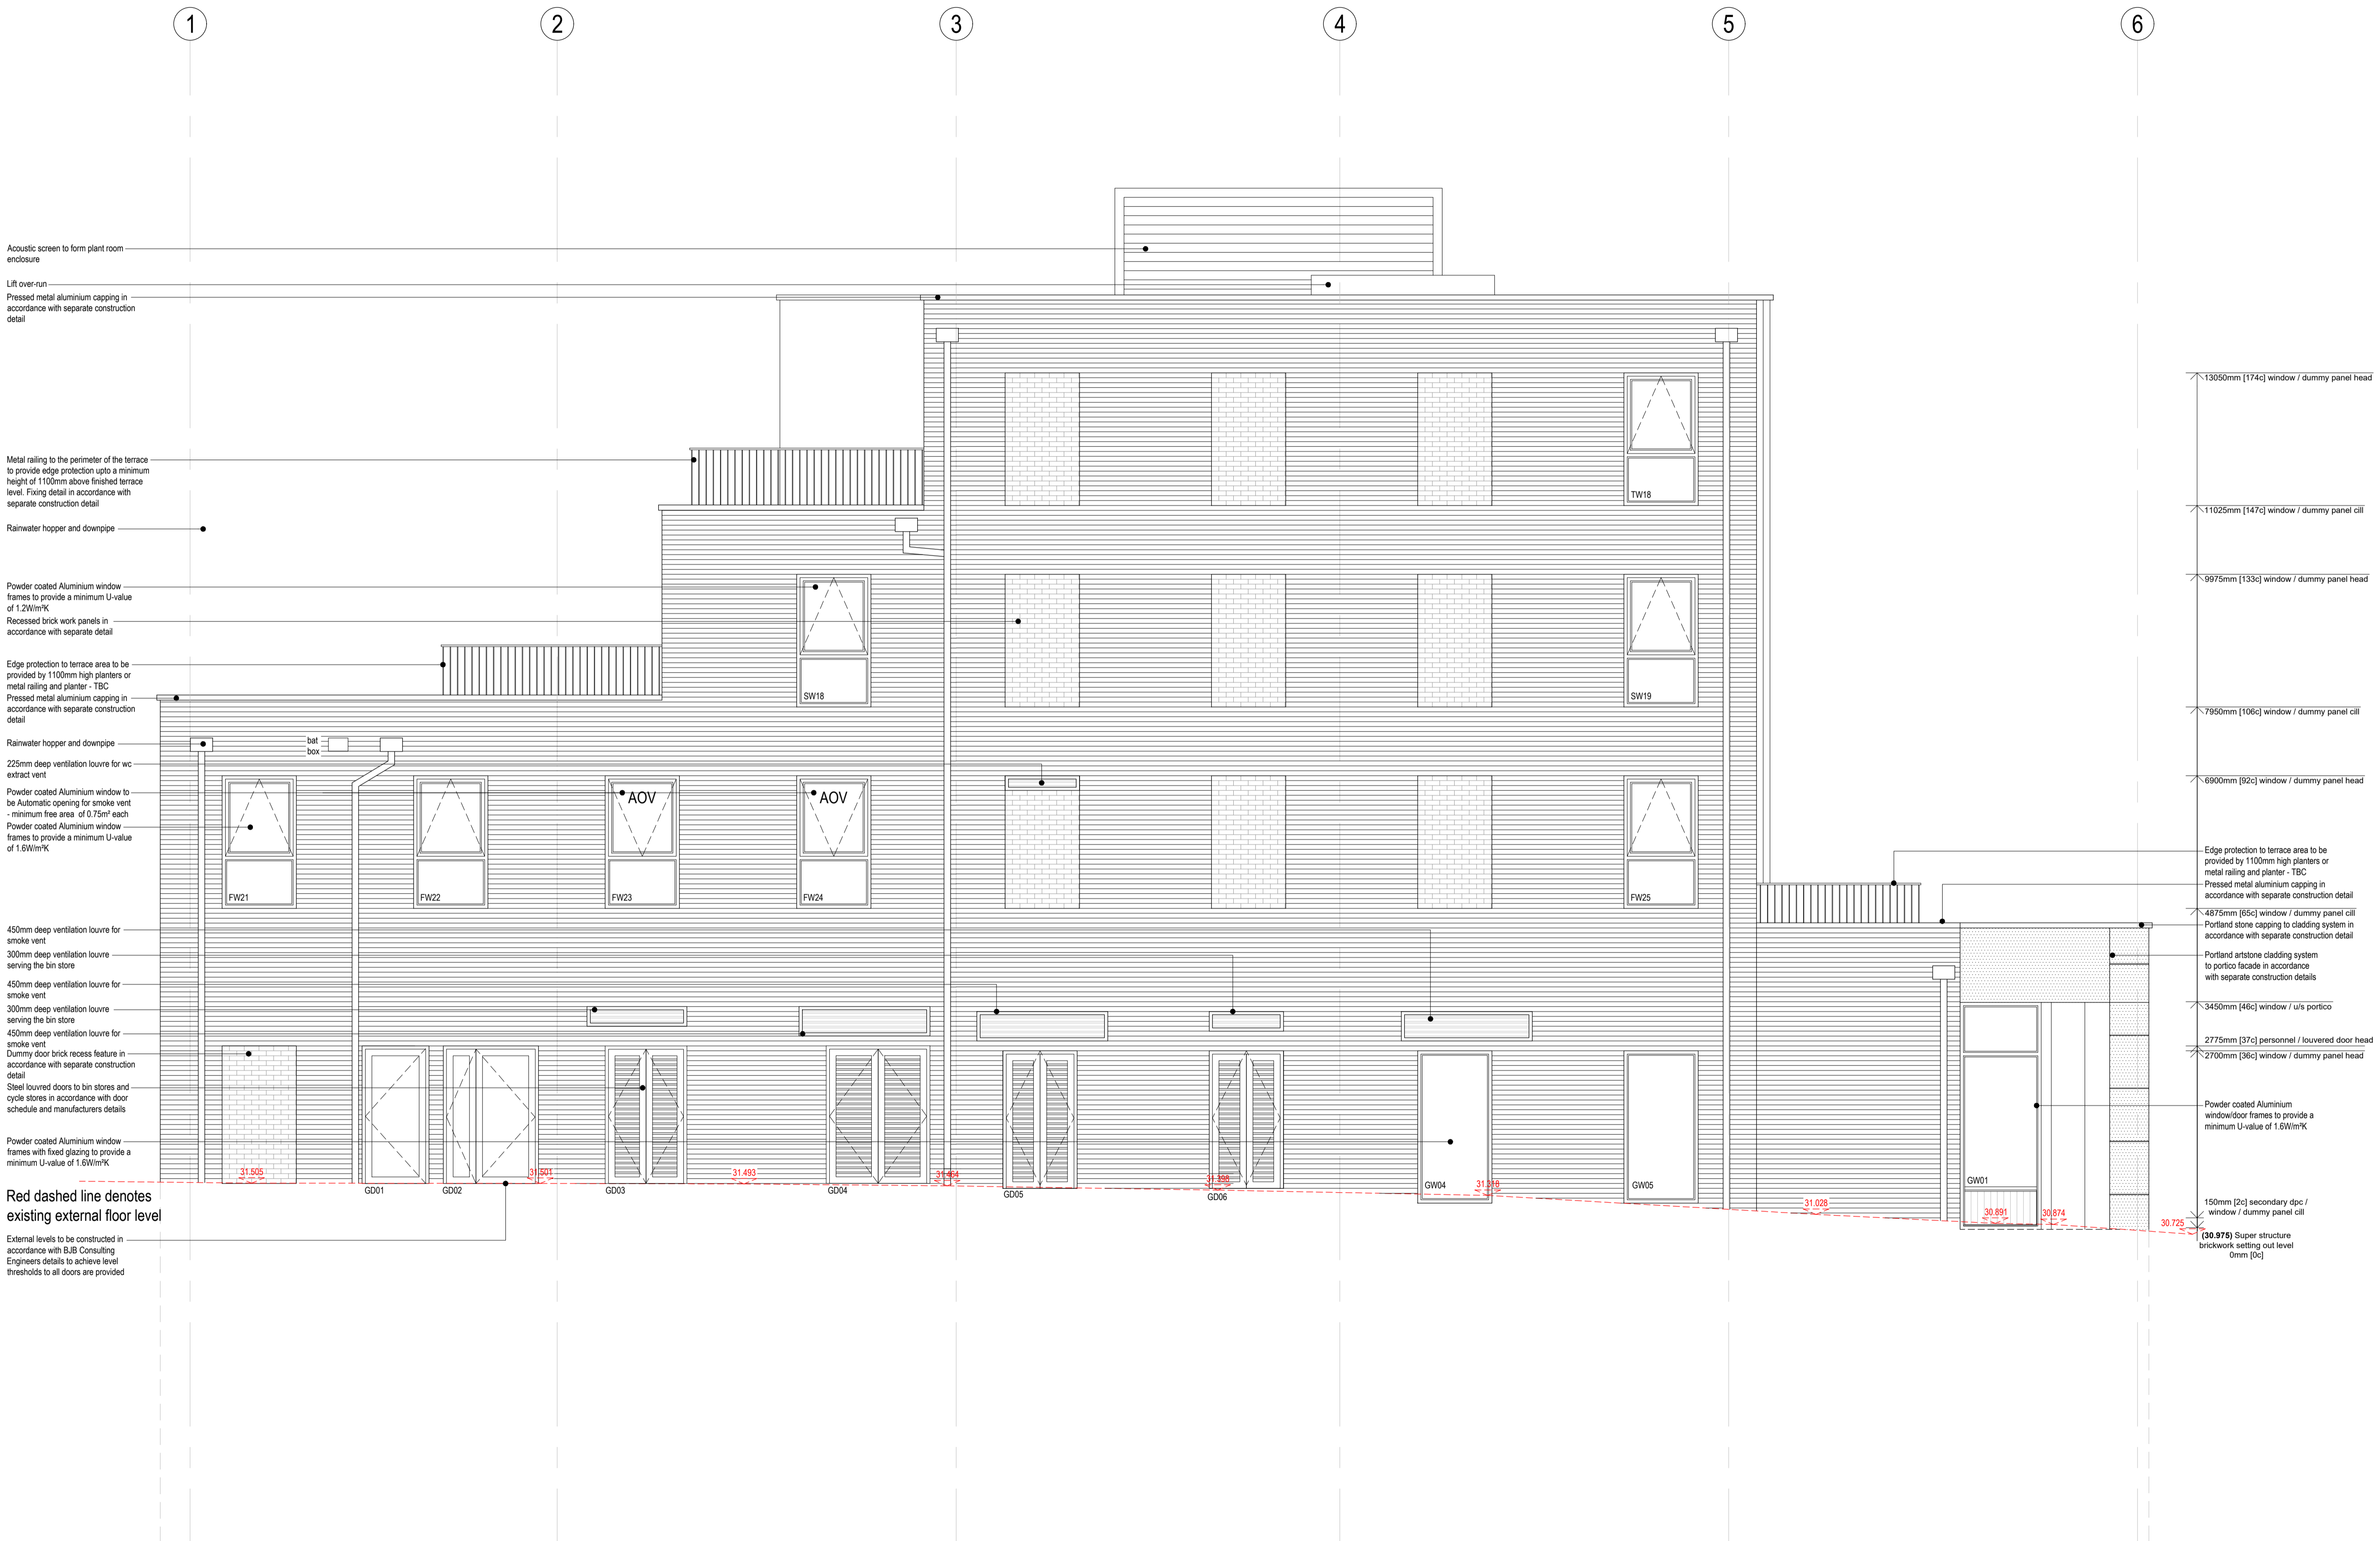 1
2
3
4
5
6
Acoustic screen to form plant room
enclosure
Lift over-run
Pressed metal aluminium capping in
accordance with separate construction
detail
Metal railing to the perimeter of the terrace
to provide edge protection upto a minimum
height of 1100mm above finished terrace
level. Fixing detail in accordance with
separate construction detail
Rainwater hopper and downpipe
Powder coated Aluminium window
frames to provide a minimum U-value
of 1.2W/m²K
Recessed brick work panels in
accordance with separate detail
Edge protection to terrace area to be
provided by 1100mm high planters or
metal railing and planter - TBC
Pressed metal aluminium capping in
accordance with separate construction
detail
Rainwater hopper and downpipe
225mm deep ventilation louvre for wc
extract vent
Powder coated Aluminium window to
be Automatic opening for smoke vent
- minimum free area of 0.75m² each
Powder coated Aluminium window
frames to provide a minimum U-value
of 1.6W/m²K
450mm deep ventilation louvre for
smoke vent
300mm deep ventilation louvre
serving the bin store
450mm deep ventilation louvre for
smoke vent
300mm deep ventilation louvre
serving the bin store
450mm deep ventilation louvre for
smoke vent
Dummy door brick recess feature in
accordance with separate construction
detail
Steel louvred doors to bin stores and
cycle stores in accordance with door
schedule and manufacturers details
Powder coated Aluminium window
frames with fixed glazing to provide a
minimum U-value of 1.6W/m²K
Red dashed line denotes
existing external floor level
External levels to be constructed in
accordance with BJB Consulting
Engineers details to achieve level
thresholds to all doors are provided
TW18
SW18
SW19
bat
box
AOV
AOV
FW21
FW22
FW23
FW24
FW25
31.505
31.501
31.493
31.464
31.398
31.318
31.028
30.891
30.874
30.725
GD01
GD02
GD03
GD04
GD05
GD06
GW04
GW05
GW01
13050mm [174c] window / dummy panel head
11025mm [147c] window / dummy panel cill
9975mm [133c] window / dummy panel head
7950mm [106c] window / dummy panel cill
6900mm [92c] window / dummy panel head
Edge protection to terrace area to be
provided by 1100mm high planters or
metal railing and planter - TBC
Pressed metal aluminium capping in
accordance with separate construction detail
4875mm [65c] window / dummy panel cill
Portland stone capping to cladding system in
accordance with separate construction detail
Portland artstone cladding system
to portico facade in accordance
with separate construction details
3450mm [46c] window / u/s portico
2775mm [37c] personnel / louvered door head
2700mm [36c] window / dummy panel head
Powder coated Aluminium
window/door frames to provide a
minimum U-value of 1.6W/m²K
150mm [2c] secondary dpc /
window / dummy panel cill
(30.975) Super structure
brickwork setting out level
0mm [0c]